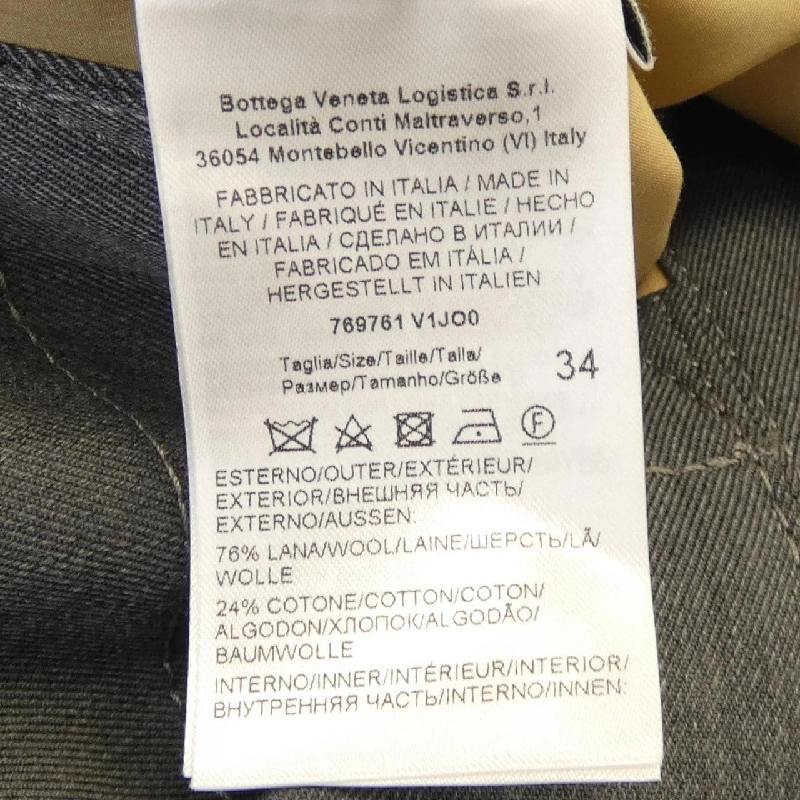 Bottega Veneta Logistica S.r.l.
Località Conti Maltraverso,1
36054 Montebello Vicentino (VI) Italy
FABBRICATO IN ITALIA / MADE IN
ITALY / FABRIQUÉ EN ITALIE / HECHO
EN ITALIA / СДЕЛАНО В ИТАЛИИ /
FABRICADO EM ITÁLIA /
HERGESTELLT IN ITALIEN
769761 V1JO0
Taglia/Size/Taille/Talla/
Размер/Tamanho/Größe
34
F
ESTERNO/OUTER/EXTÉRIEUR/
EXTERIOR/ВНЕШНЯЯ ЧАСТЬ/
EXTERNO/AUSSEN:
76% LANA/WOOL/LAINE/ШЕРСТЬ/LÃ/
WOLLE
24% COTONE/COTTON/COTON/
ALGODON/ХЛОПОК/ALGODÃO/
BAUMWOLLE
INTERNO/INNER/INTÉRIEUR/INTERIOR/
ВНУТРЕННЯЯ ЧАСТЬ/INTERNO/INNEN: